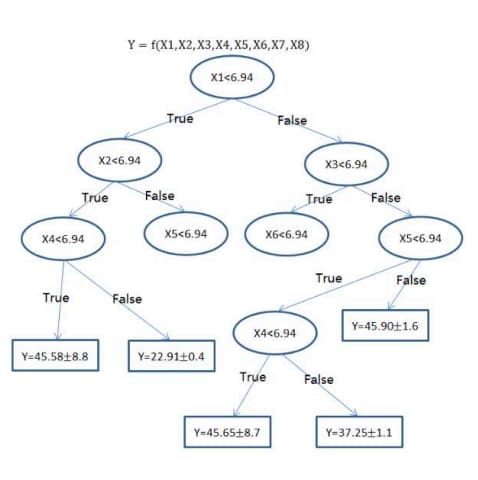 Y = f(X1,X2,X3,X4,X5,X6,X7,X8)
X1<6.94
True
False
X2<6.94
X3<6.94
True
False
True
False
X4<6.94
X5<6.94
X6<6.94
X5<6.94
True
False
True
False
Y=45.58±8.8
Y=22.91±0.4
X4<6.94
Y=45.90±1.6
True
False
Y=45.65±8.7
Y=37.25±1.1